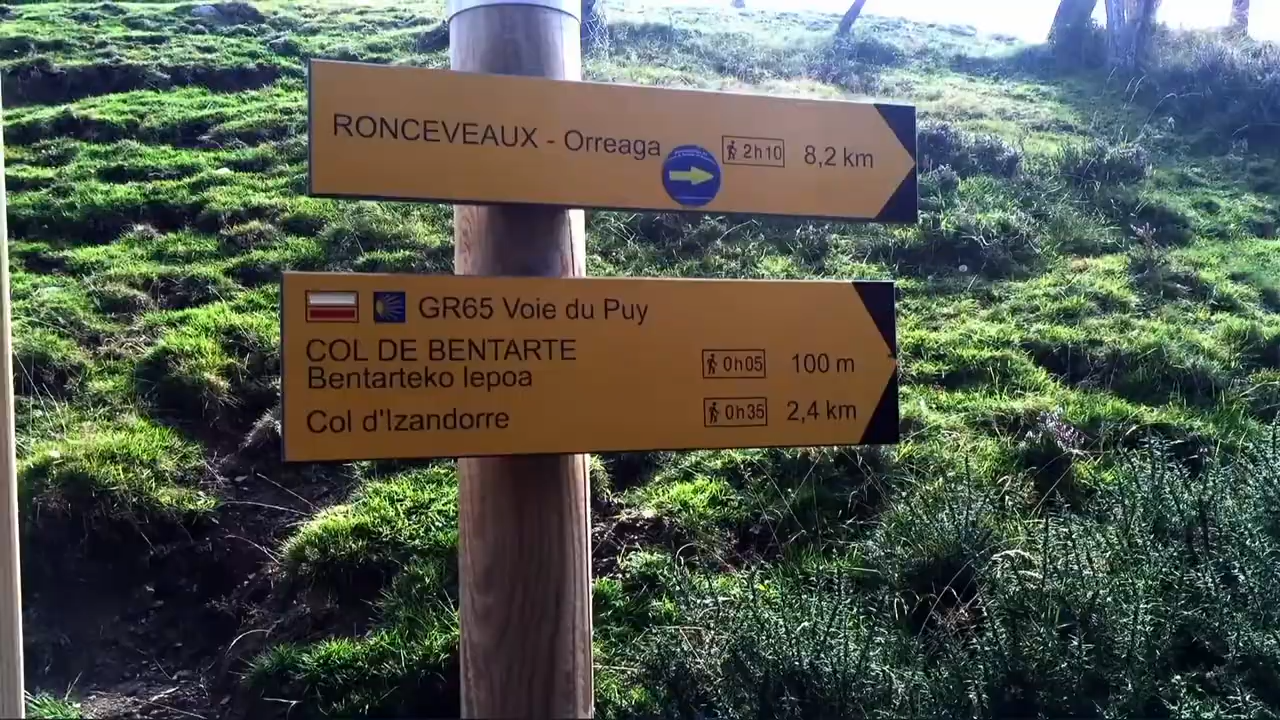 RONCEVEAUX - Orreaga 2h10 8,2 km
GR65 Voie du Puy
COL DE BENTARTE
Bentarteko lepoa 0h05 100 m
Col d'Izandorre 0h35 2,4 km